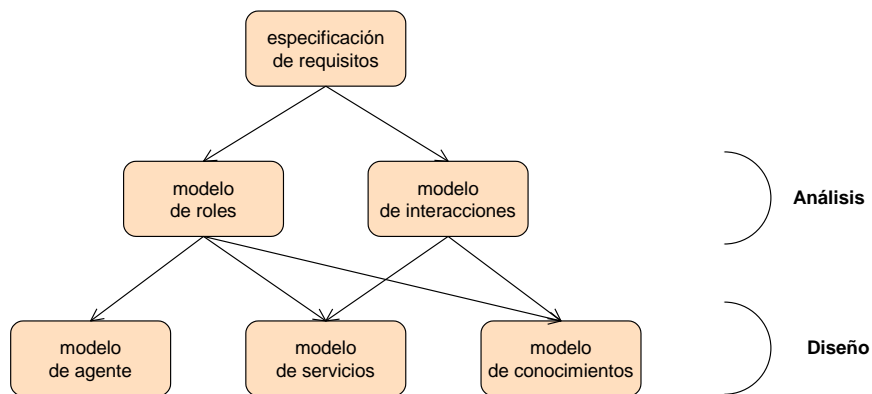 especificación
de requisitos
modelo
de roles
modelo
de interacciones
Análisis
modelo
de agente
modelo
de servicios
modelo
de conocimientos
Diseño